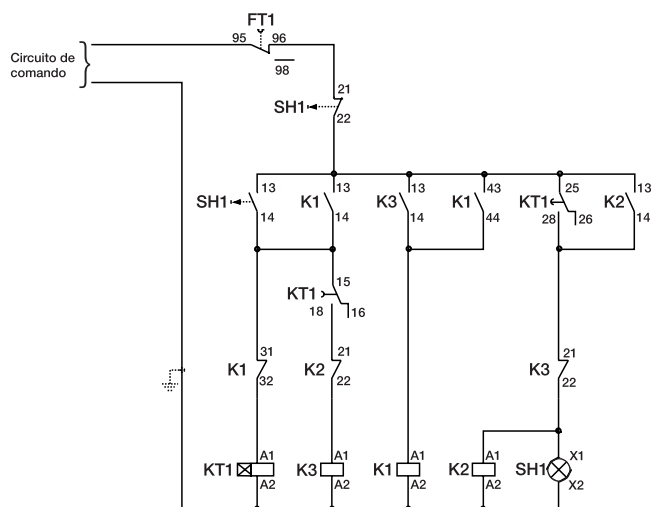 FT1
95 96
98
Circuito de
comando
21
SH1
22
SH1 13 14
K1 13 14
K3 13 14
K1 43 44
KT1 25 28 26
K2 13 14
KT1 15 18 16
K1 31 32
K2 21 22
K3 21 22
KT1 A1 A2
K3 A1 A2
K1 A1 A2
K2 A1 A2
SH1 X1 X2